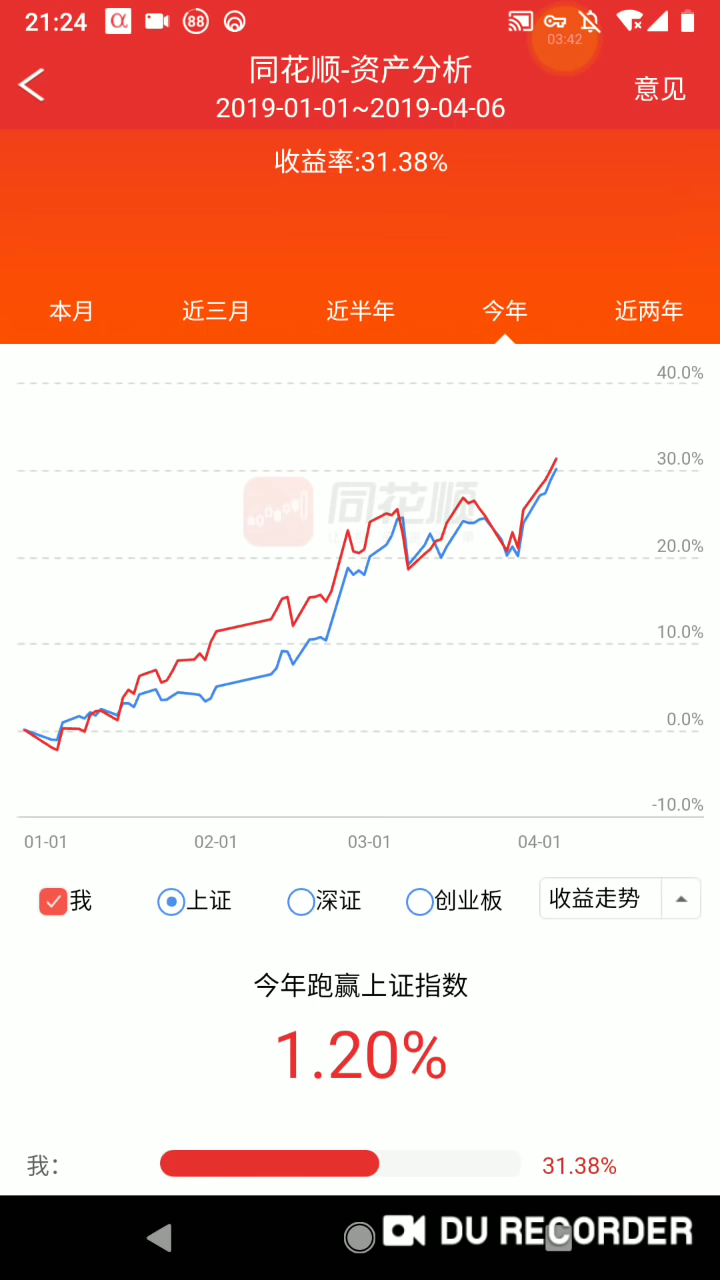 21:24 α 88
03:42
同花顺-资产分析
2019-01-01~2019-04-06
意见
收益率:31.38%
本月 近三月 近半年 今年 近两年
40.0%
30.0%
同花顺
20.0%
10.0%
0.0%
-10.0%
01-01 02-01 03-01 04-01
我 上证 深证 创业板 收益走势
今年跑赢上证指数
1.20%
我: 31.38%
DU RECORDER